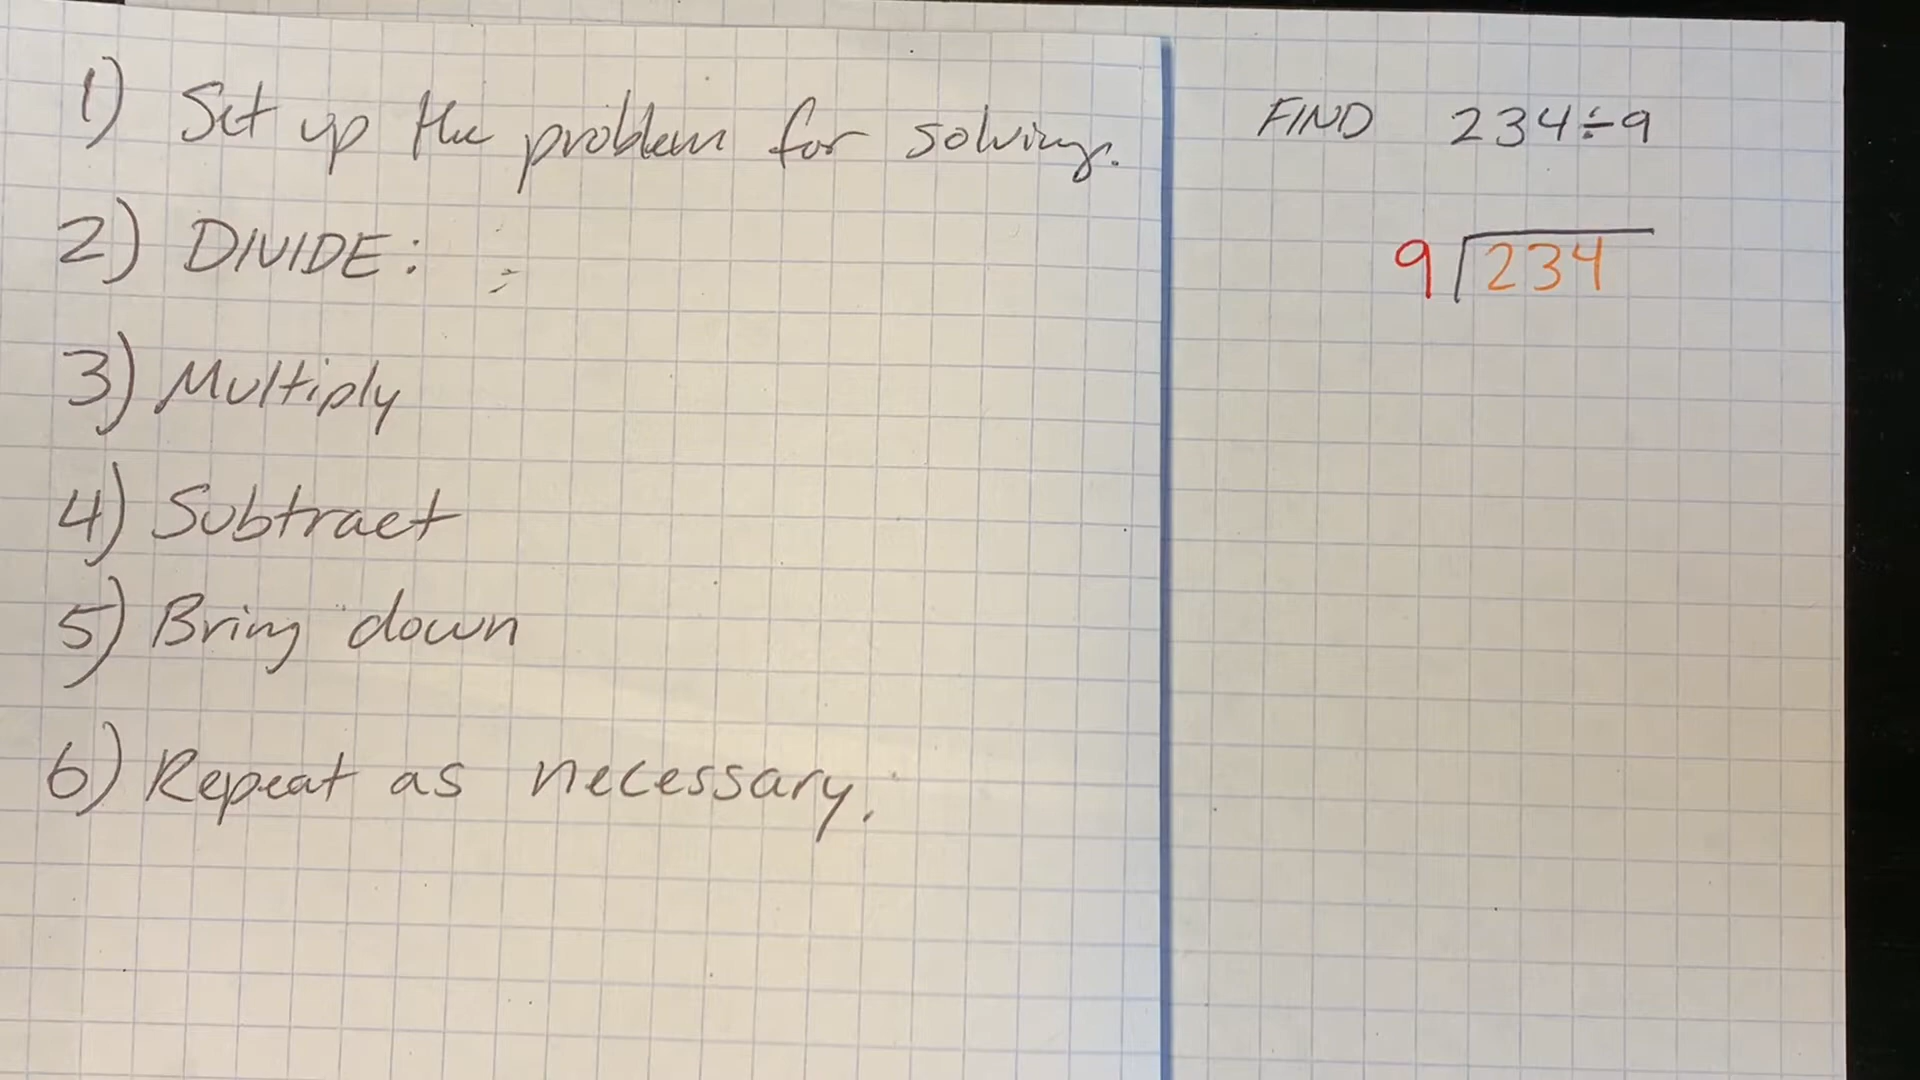 1) Set up the problem for solving.
2) DIVIDE: ÷
3) Multiply
4) Subtract
5) Bring down
6) Repeat as necessary.
FIND 234÷9
9 234